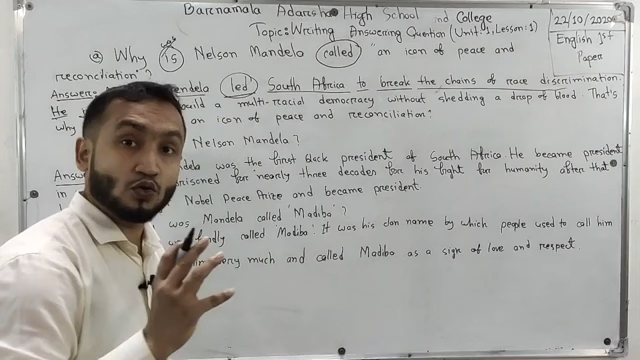 Barnamala Adarsha High School and College
Topic: Writing Answering Question (Unit: 1, Lesson: 1)
22/10/2020
English 1st
Paper
a) Why is was Nelson Mandela called "an icon of peace and
reconciliation"?
Answer: Mandela led South Africa to break the chains of race discrimination.
He build a multi-racial democracy without shedding a drop of blood. That's
why an icon of peace and reconciliation.
Nelson Mandela?
was the first black president of South Africa. He became president
in for nearly three decades for his fight for humanity after that
Nobel Peace Prize and became president.
was Mandela called 'Madiba'?
called 'Madiba'. It was his clan name by which people used to call him
very much and called Madiba as a sign of love and respect.